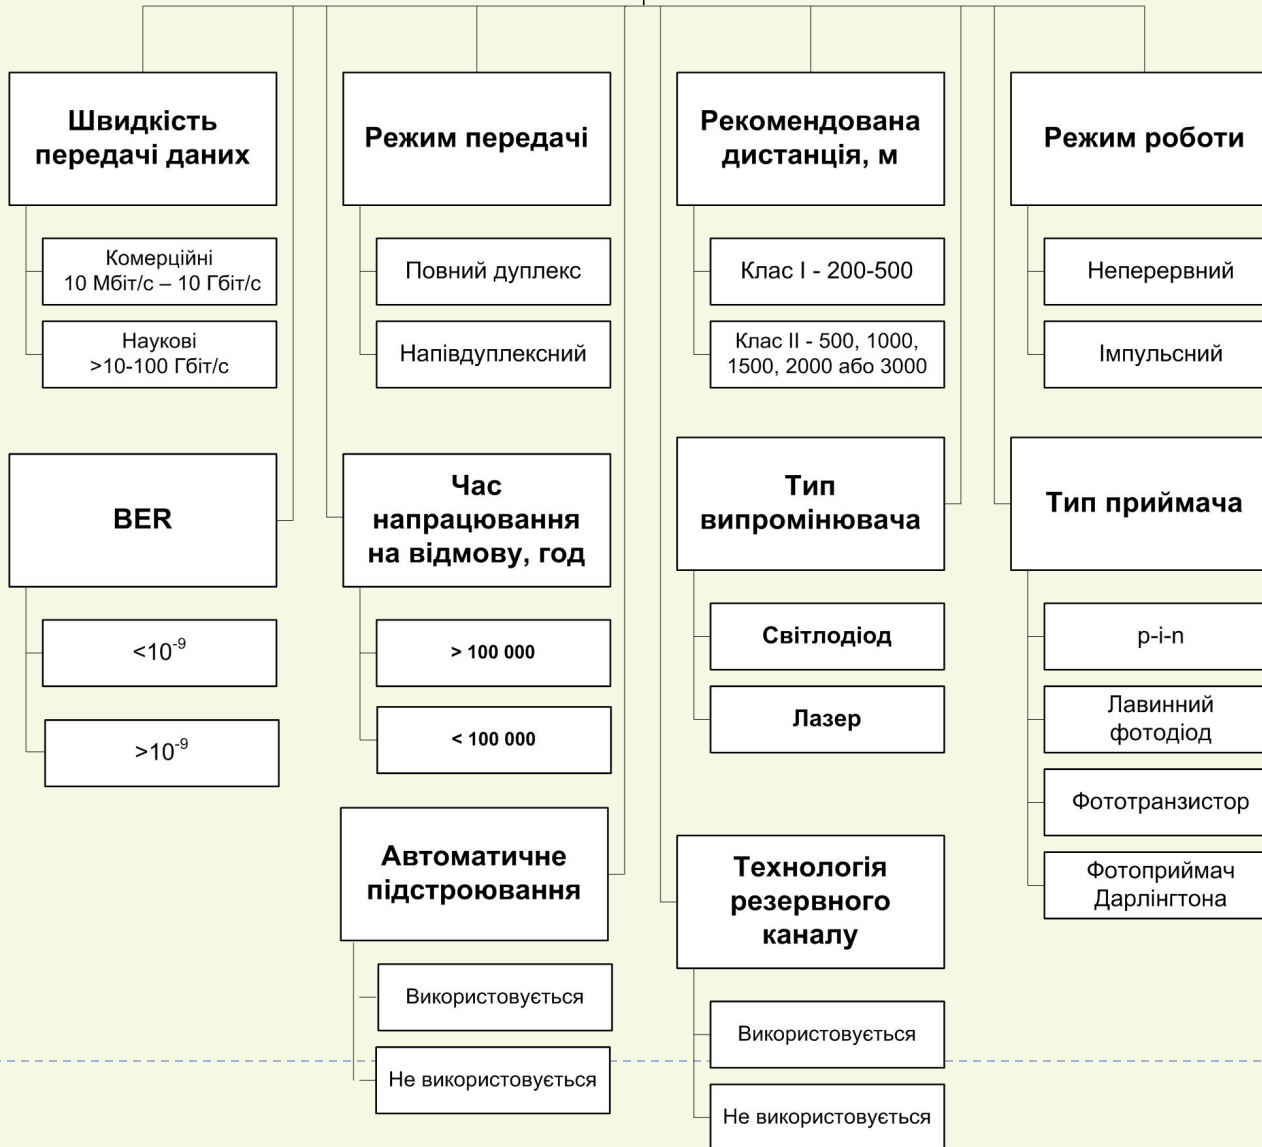 Швидкість
передачі даних
Комерційні
10 Мбіт/с – 10 Гбіт/с
Наукові
>10-100 Гбіт/с
Режим передачі
Повний дуплекс
Напівдуплексний
Рекомендована
дистанція, м
Клас I - 200-500
Клас II - 500, 1000,
1500, 2000 або 3000
Режим роботи
Неперервний
Імпульсний
BER
<10⁻⁹
>10⁻⁹
Час
напрацювання
на відмову, год
> 100 000
< 100 000
Тип
випромінювача
Світлодіод
Лазер
Тип приймача
p-i-n
Лавинний
фотодіод
Фототранзистор
Фотоприймач
Дарлінгтона
Автоматичне
підстроювання
Використовується
Не використовується
Технологія
резервного
каналу
Використовується
Не використовується